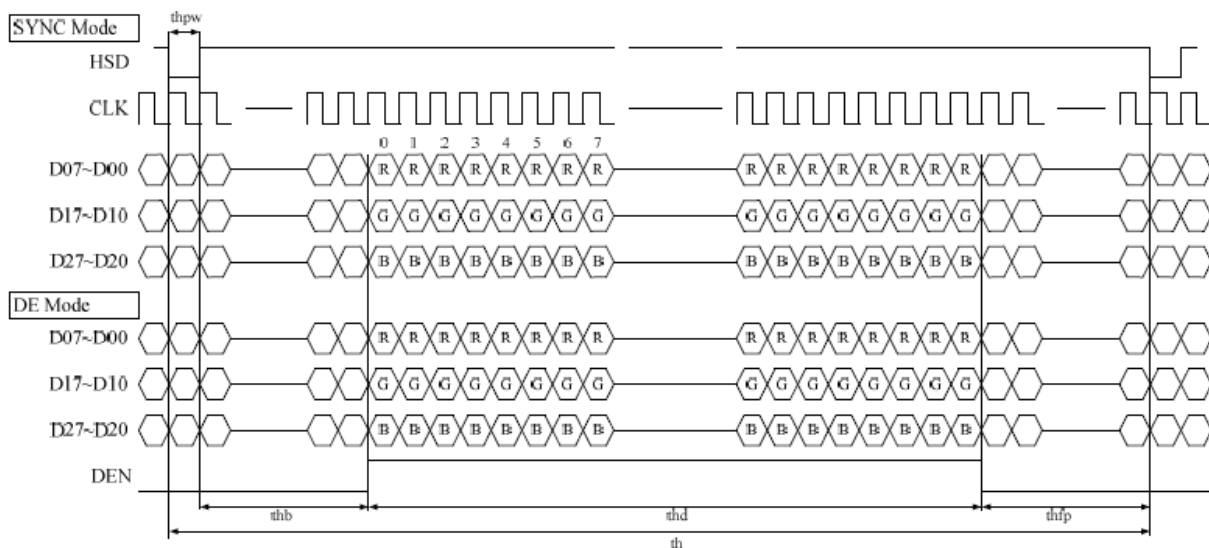 SYNC Mode
thpw
HSD
CLK
0 1 2 3 4 5 6 7
D07~D00 R R R R R R R R R R R R R R R R
D17~D10 G G G G G G G G G G G G G G G G
D27~D20 B B B B B B B B B B B B B B B B
DE Mode
D07~D00 R R R R R R R R R R R R R R R R
D17~D10 G G G G G G G G G G G G G G G G
D27~D20 B B B B B B B B B B B B B B B B
DEN
thb thd thfp
th